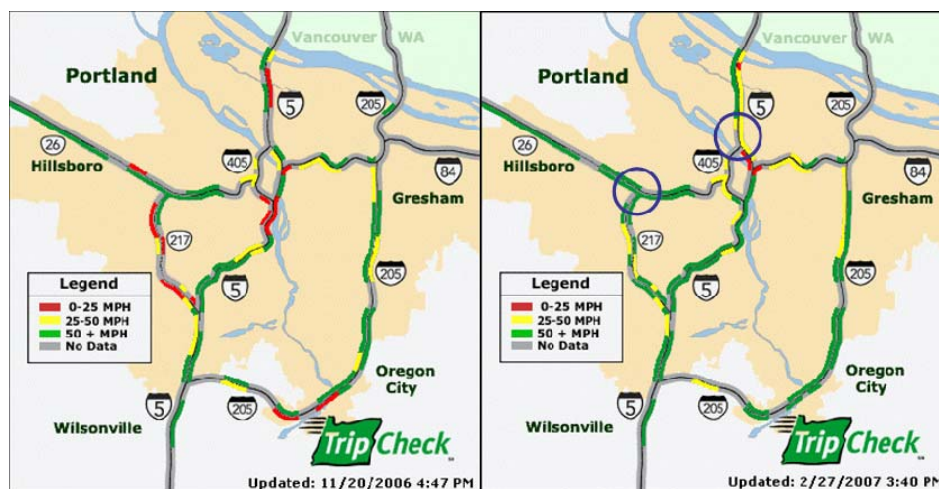 Vancouver WA
Portland
5
205
26
Hillsboro
405
84
Gresham
217
Legend
0-25 MPH
25-50 MPH
50 + MPH
No Data
5
205
Oregon
City
5
205
Wilsonville
TripCheck
Updated: 11/20/2006 4:47 PM
Vancouver WA
Portland
5
205
26
Hillsboro
405
84
Gresham
217
Legend
0-25 MPH
25-50 MPH
50 + MPH
No Data
5
205
Oregon
City
5
205
Wilsonville
TripCheck
Updated: 2/27/2007 3:40 PM